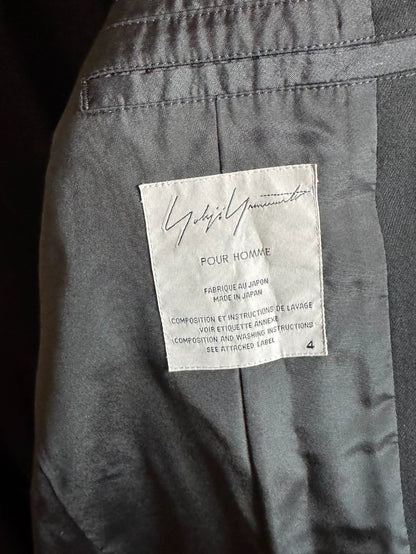 Yohji Yamamoto
POUR HOMME
FABRIQUE AU JAPON
MADE IN JAPAN
COMPOSITION ET INSTRUCTIONS DE LAVAGE
VOIR ETIQUETTE ANNEXE
COMPOSITION AND WASHING INSTRUCTIONS
SEE ATTACHED LABEL
4